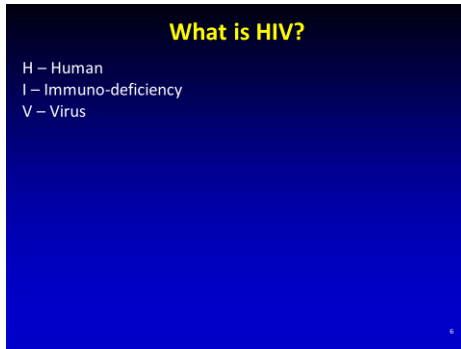 What is HIV?
H – Human
I – Immuno-deficiency
V – Virus
6